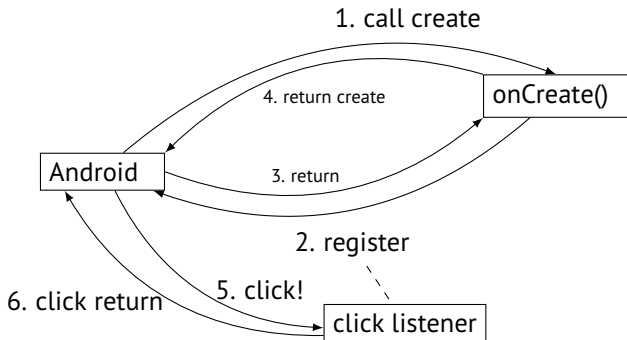 1. call create
4. return create
onCreate()
Android
3. return
2. register
5. click!
6. click return
click listener